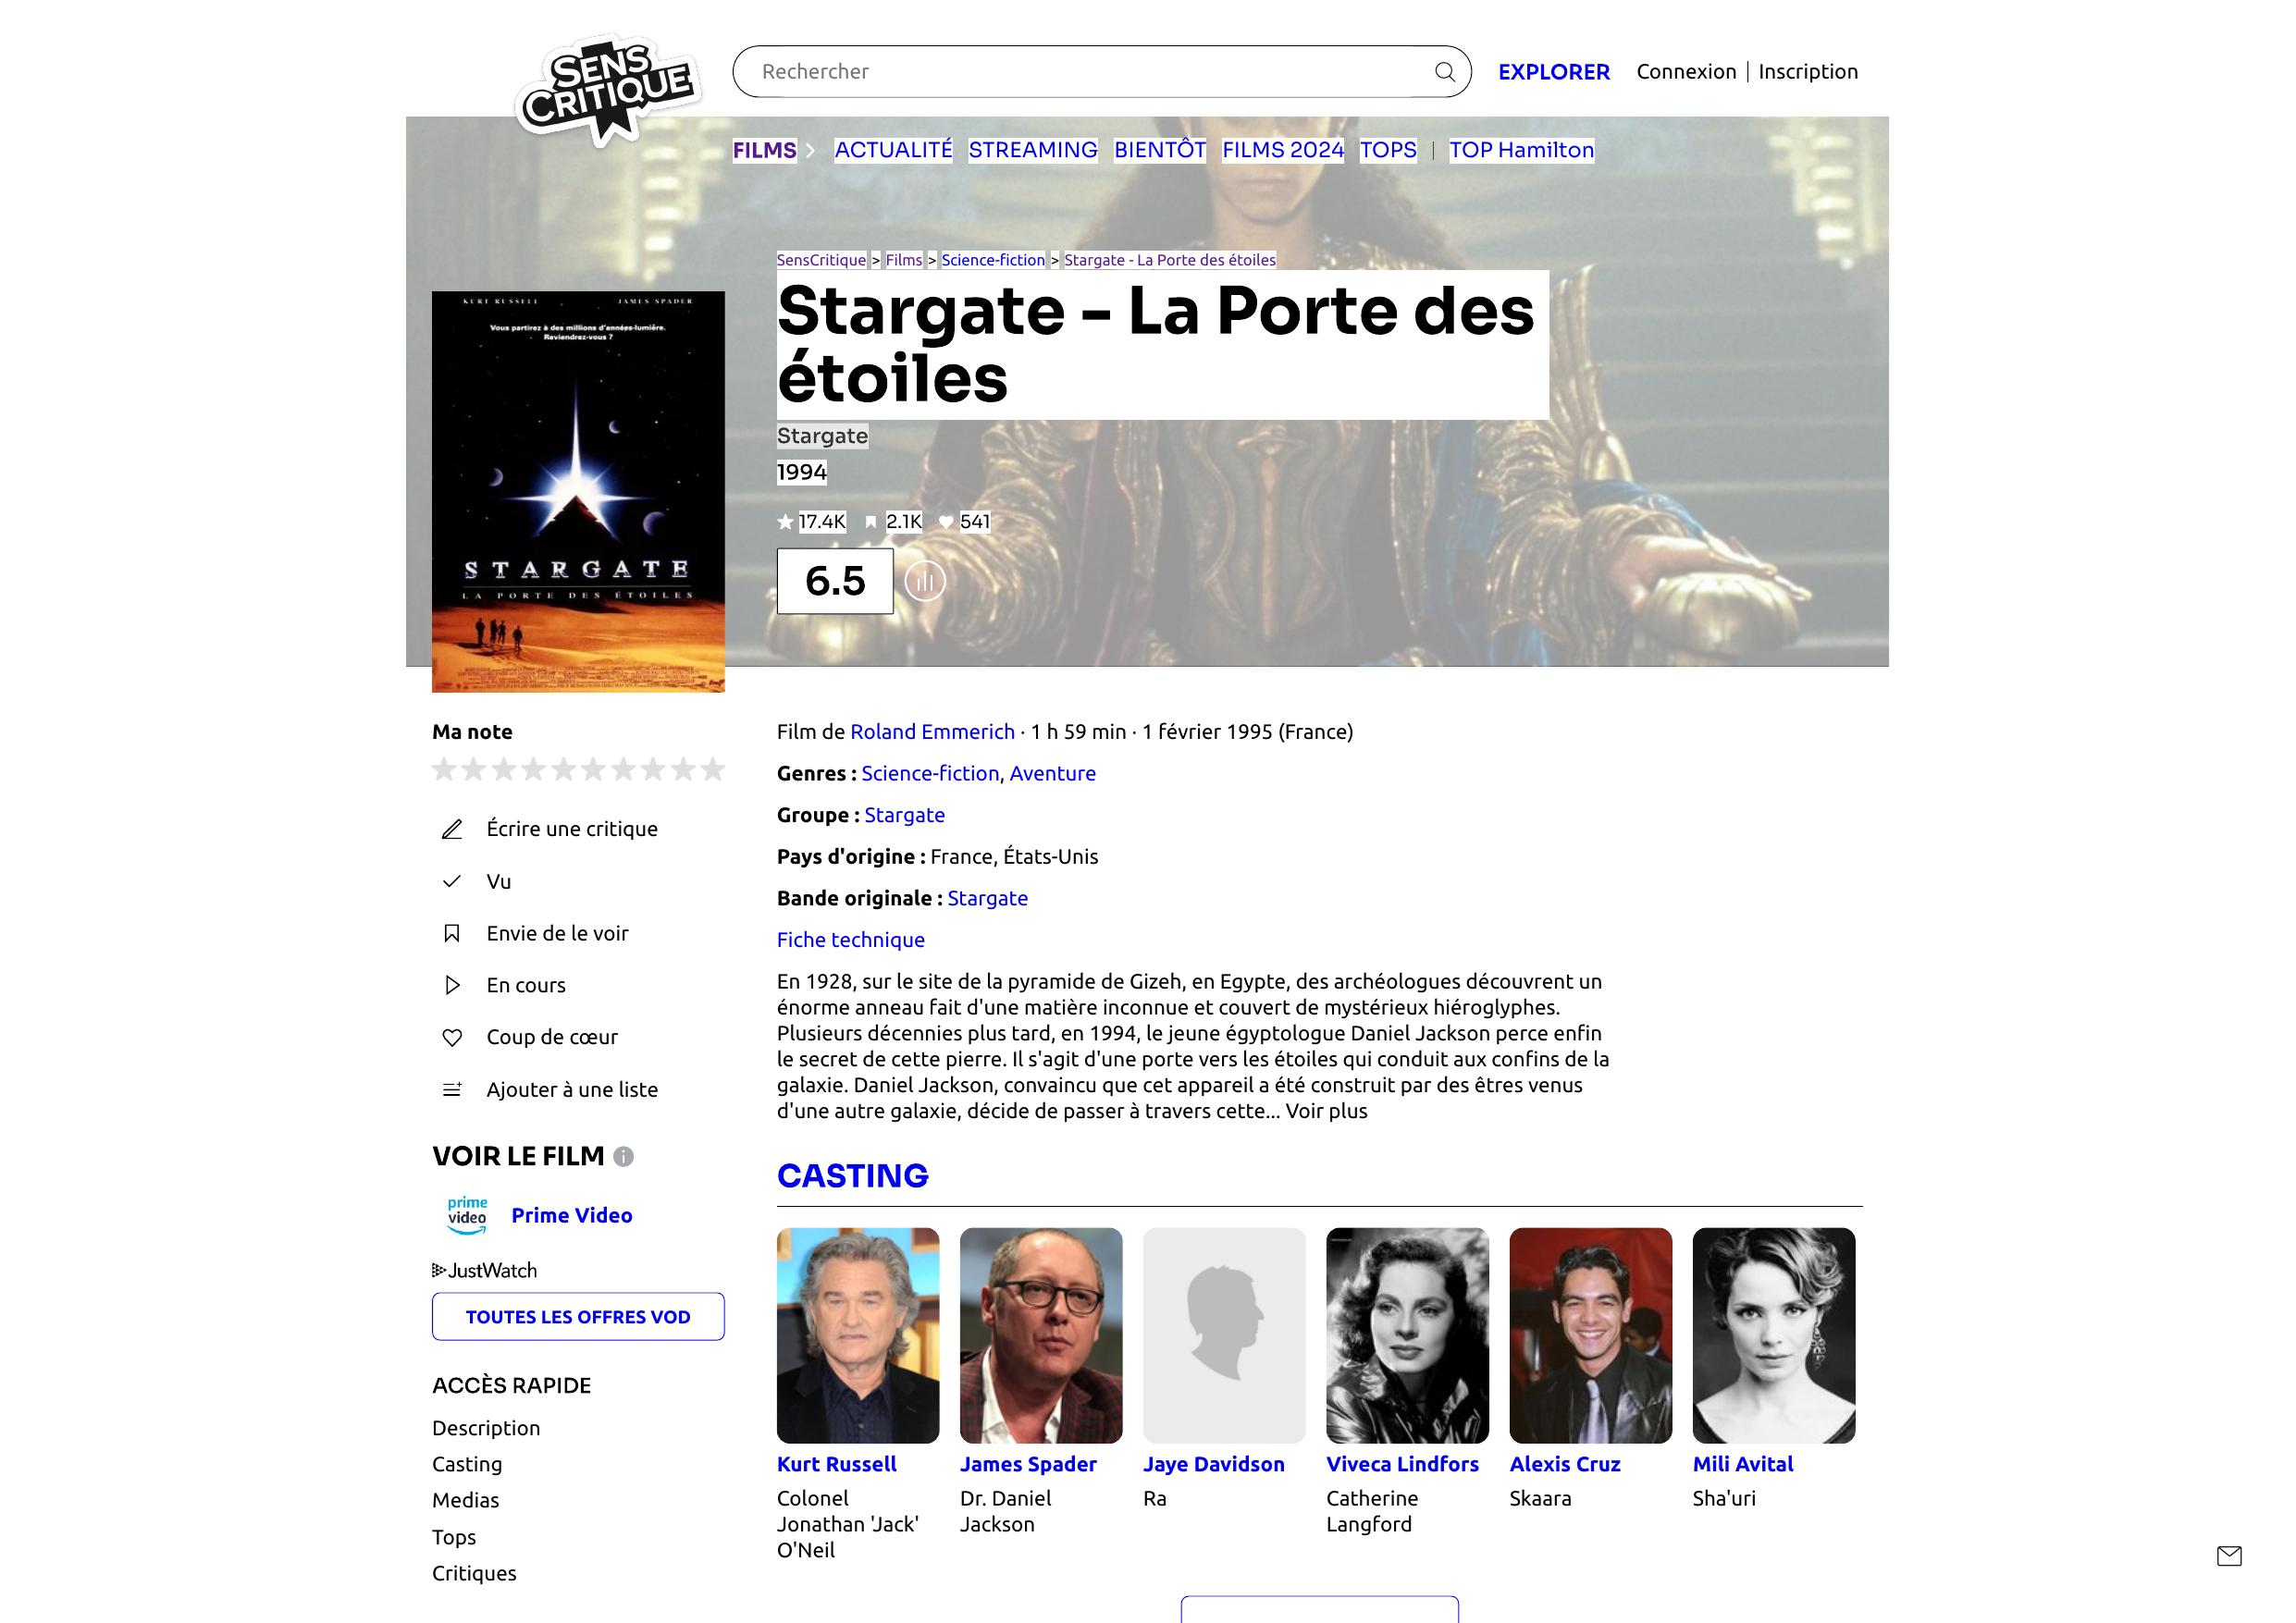 SENS
CRITIQUE
Rechercher
EXPLORER
Connexion | Inscription
FILMS
ACTUALITÉ
STREAMING
BIENTÔT
FILMS 2024
TOPS
|
TOP Hamilton
SensCritique > Films > Science-fiction > Stargate - La Porte des étoiles
Stargate - La Porte des
étoiles
Stargate
1994
17.4K
2.1K
541
6.5
KURT RUSSELL
JAMES SPADER
Vous partirez à des millions d'années-lumière.
Reviendrez-vous ?
STARGATE
LA PORTE DES ÉTOILES
Ma note
Écrire une critique
Vu
Envie de le voir
En cours
Coup de cœur
Ajouter à une liste
VOIR LE FILM
prime
video
Prime Video
JustWatch
TOUTES LES OFFRES VOD
ACCÈS RAPIDE
Description
Casting
Medias
Tops
Critiques
Film de Roland Emmerich · 1 h 59 min · 1 février 1995 (France)
Genres : Science-fiction, Aventure
Groupe : Stargate
Pays d'origine : France, États-Unis
Bande originale : Stargate
Fiche technique
En 1928, sur le site de la pyramide de Gizeh, en Egypte, des archéologues découvrent un
énorme anneau fait d'une matière inconnue et couvert de mystérieux hiéroglyphes.
Plusieurs décennies plus tard, en 1994, le jeune égyptologue Daniel Jackson perce enfin
le secret de cette pierre. Il s'agit d'une porte vers les étoiles qui conduit aux confins de la
galaxie. Daniel Jackson, convaincu que cet appareil a été construit par des êtres venus
d'une autre galaxie, décide de passer à travers cette... Voir plus
CASTING
Kurt Russell
Colonel
Jonathan 'Jack'
O'Neil
James Spader
Dr. Daniel
Jackson
Jaye Davidson
Ra
Viveca Lindfors
Catherine
Langford
Alexis Cruz
Skaara
Mili Avital
Sha'uri